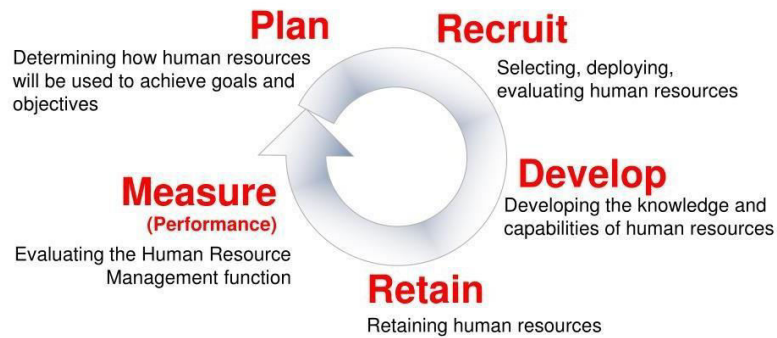 Plan
Determining how human resources
will be used to achieve goals and
objectives
Recruit
Selecting, deploying,
evaluating human resources
Develop
Developing the knowledge and
capabilities of human resources
Retain
Retaining human resources
Measure
(Performance)
Evaluating the Human Resource
Management function